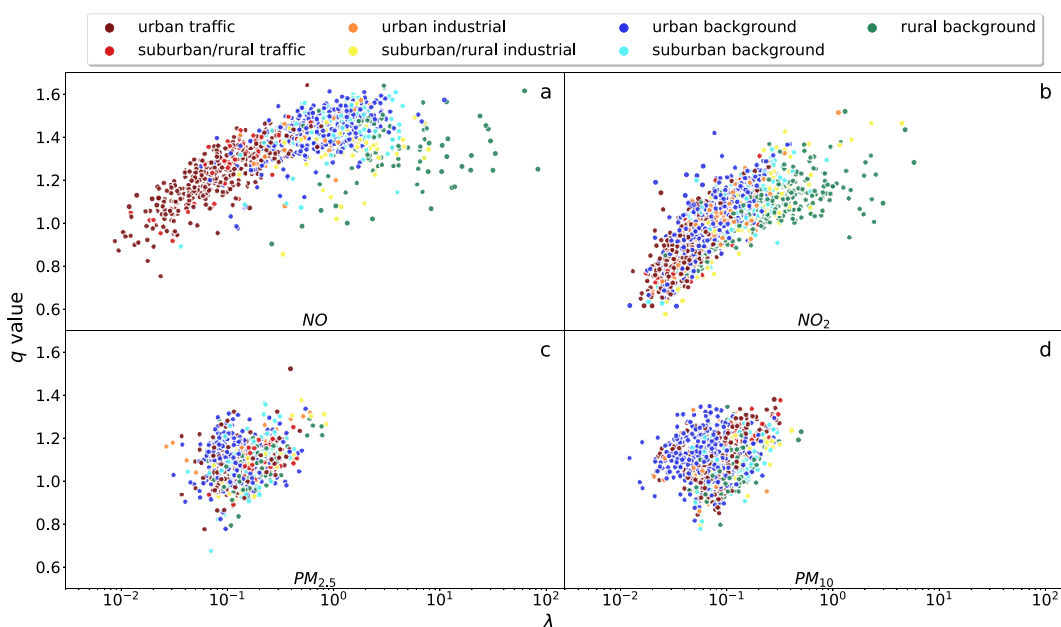 urban traffic urban industrial urban background rural background
suburban/rural traffic suburban/rural industrial suburban background
a b
1.6
1.4
1.2
1.0
0.8
0.6
NO NO₂
q value
c d
1.6
1.4
1.2
1.0
0.8
0.6
PM₂.₅ PM₁₀
10⁻² 10⁻¹ 10⁰ 10¹ 10² 10⁻² 10⁻¹ 10⁰ 10¹ 10²
λ